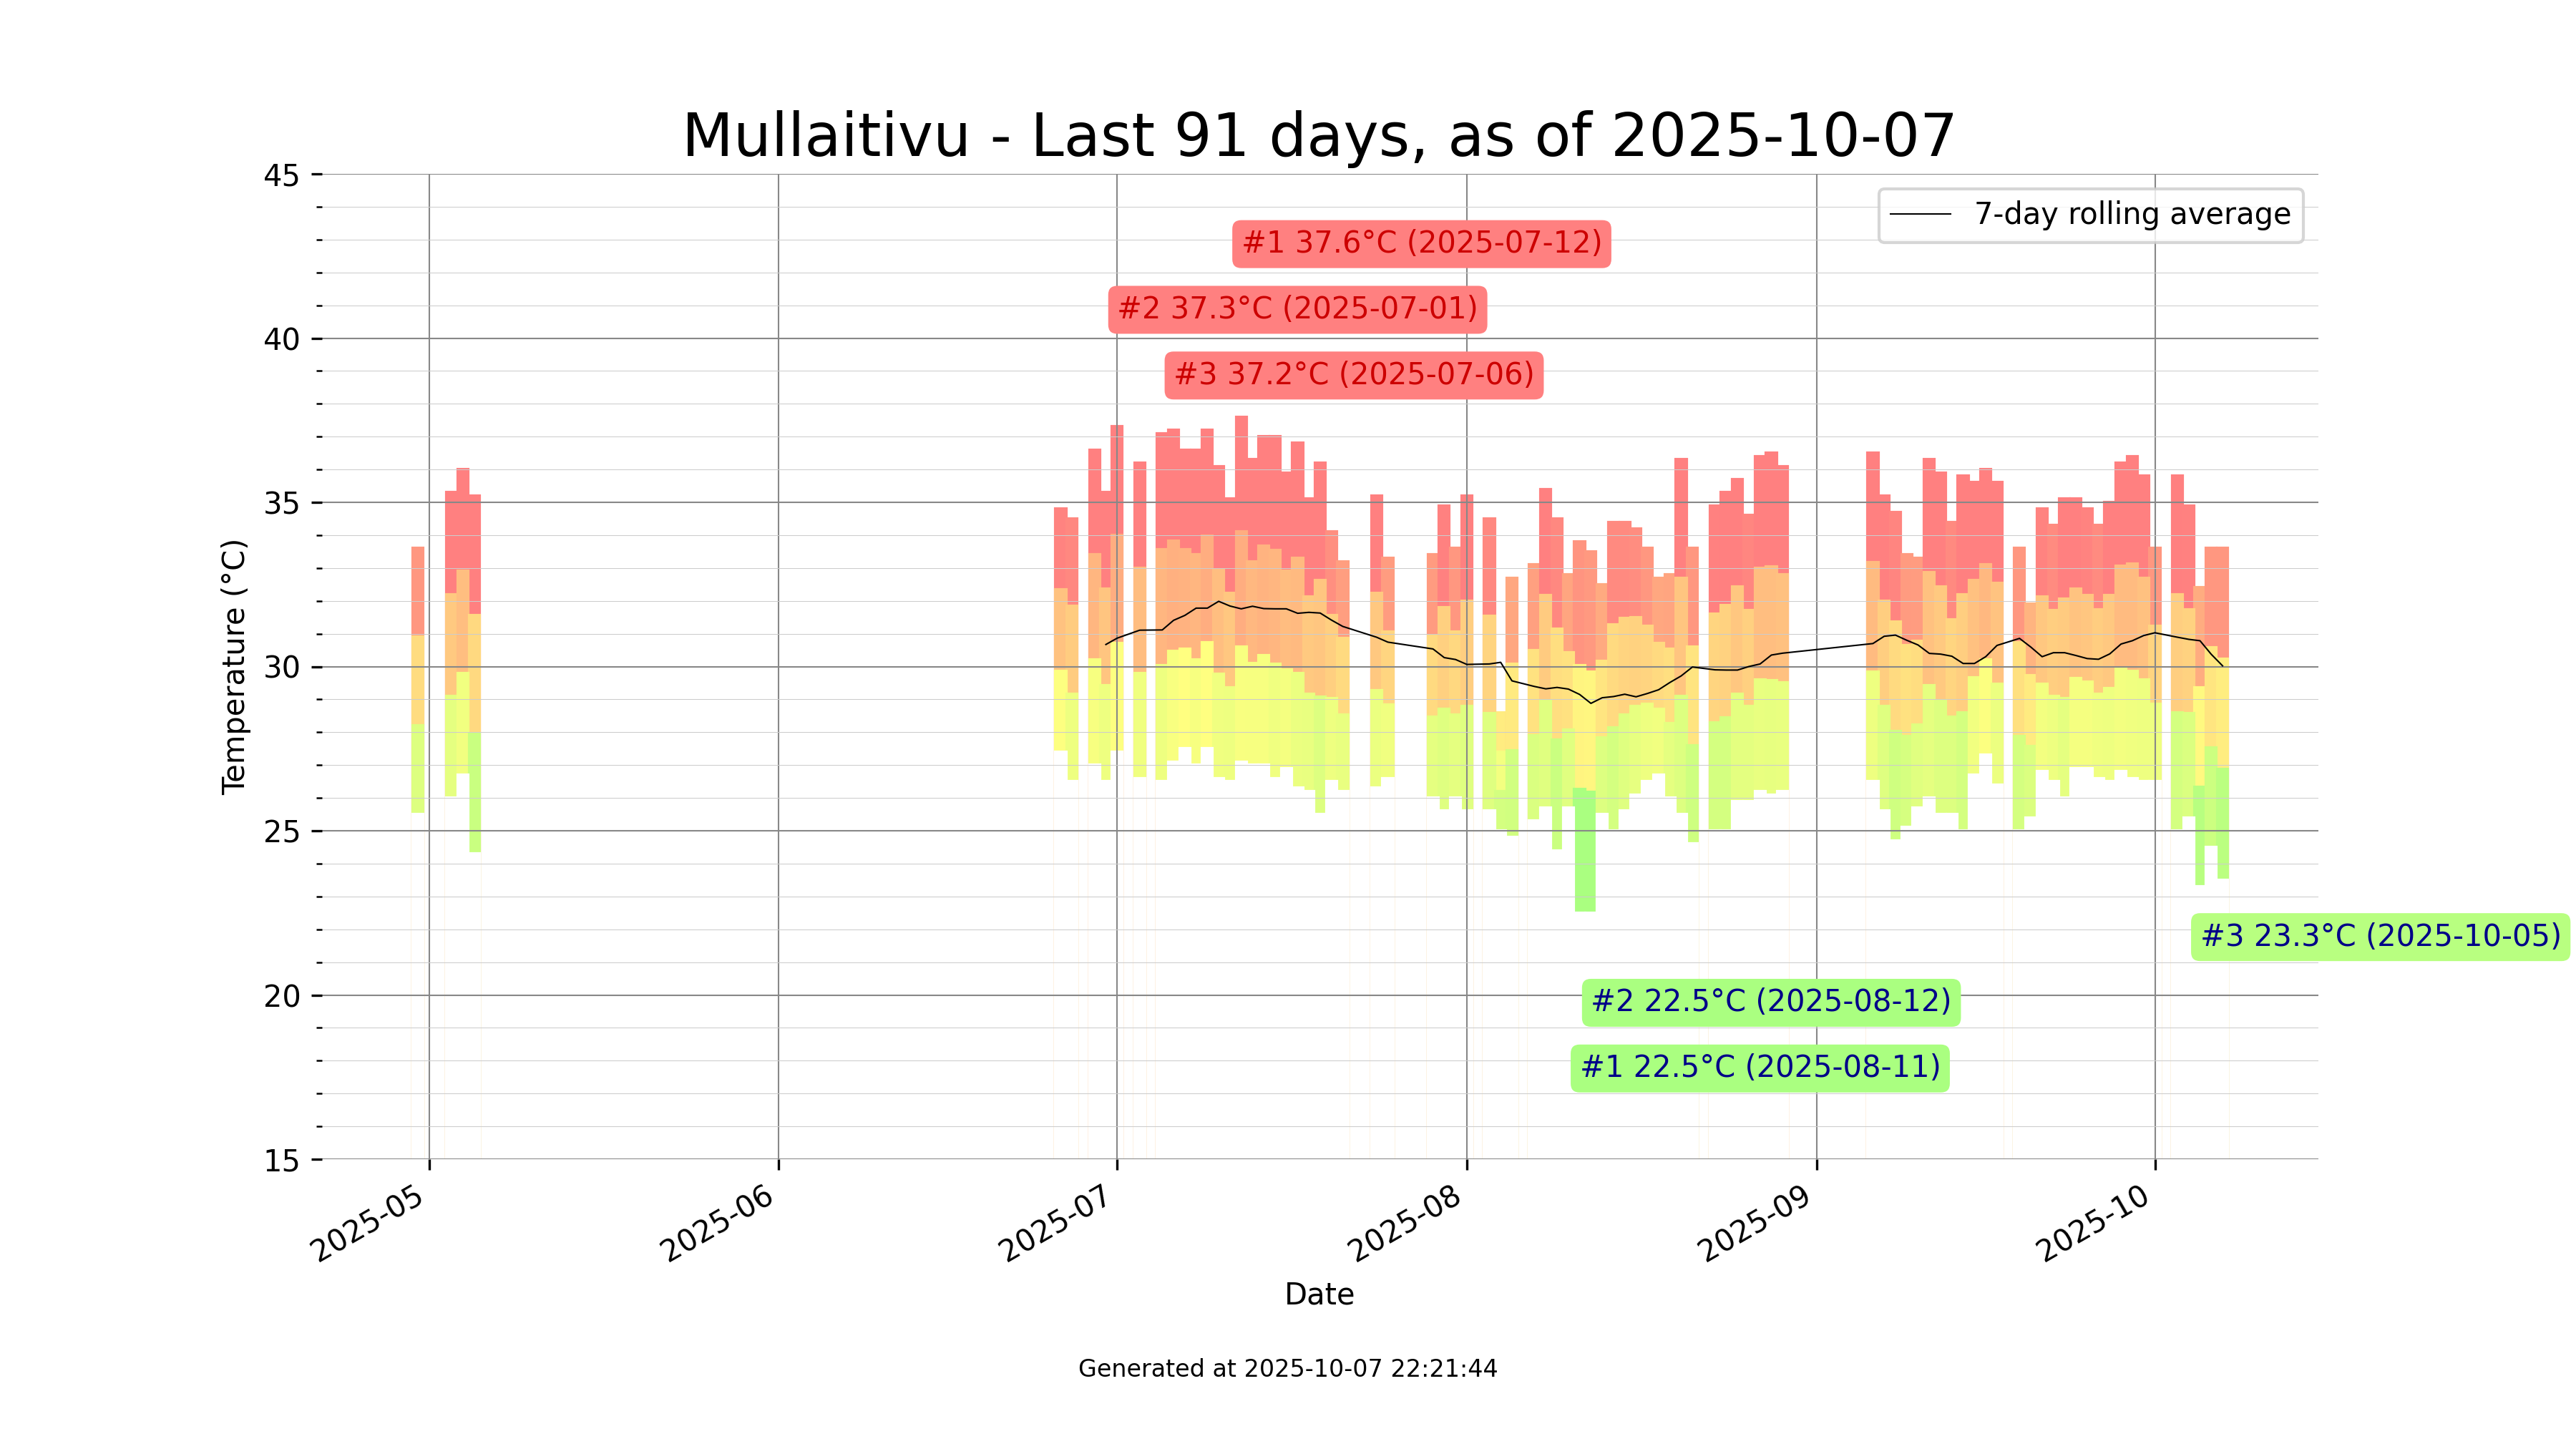 Mullaitivu - Last 91 days, as of 2025-10-07
45
7-day rolling average
#1 37.6°C (2025-07-12)
#2 37.3°C (2025-07-01)
40
#3 37.2°C (2025-07-06)
35
Temperature (°C)
30
25
#3 23.3°C (2025-10-05)
20
#2 22.5°C (2025-08-12)
#1 22.5°C (2025-08-11)
15
2025-05
2025-06
2025-07
2025-08
2025-09
2025-10
Date
Generated at 2025-10-07 22:21:44